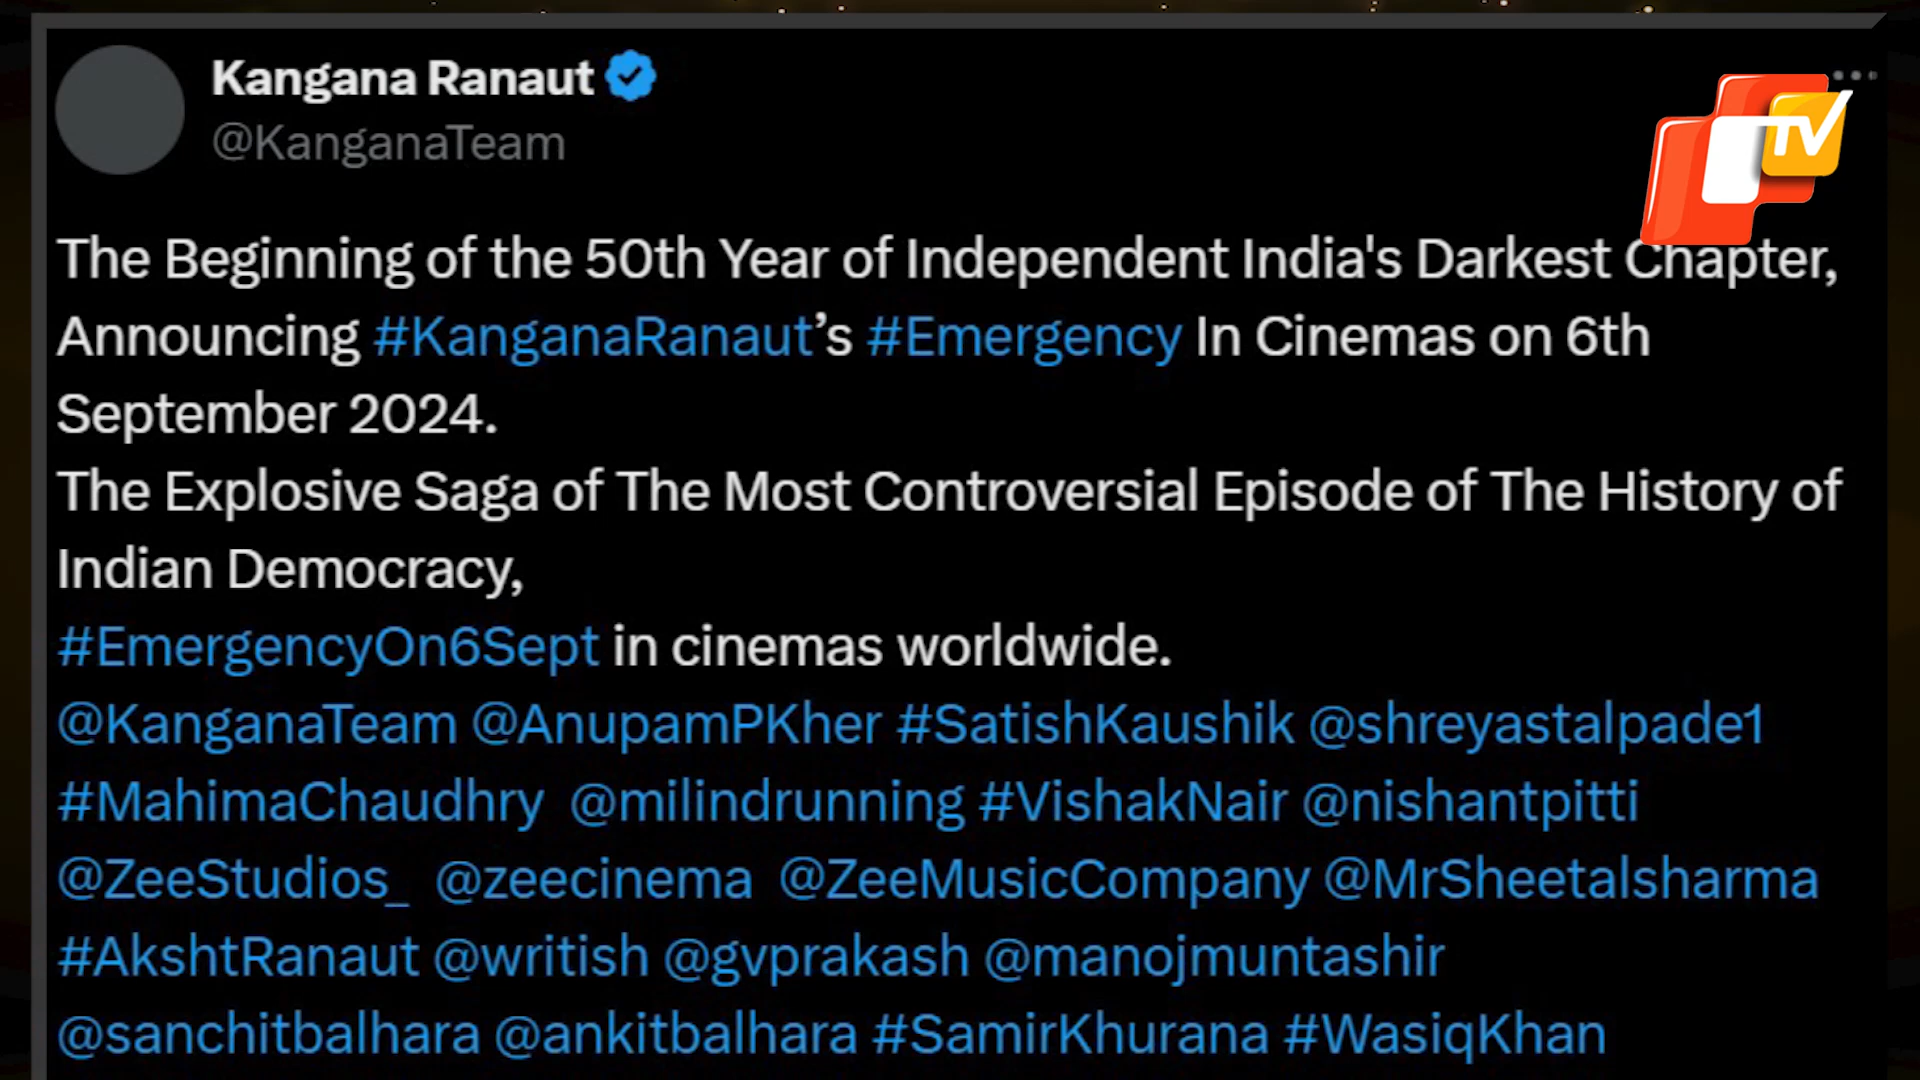 Kangana Ranaut
@KanganaTeam
TV
The Beginning of the 50th Year of Independent India's Darkest Chapter,
Announcing #KanganaRanaut’s #Emergency In Cinemas on 6th
September 2024.
The Explosive Saga of The Most Controversial Episode of The History of
Indian Democracy,
#EmergencyOn6Sept in cinemas worldwide.
@KanganaTeam @AnupamPKher #SatishKaushik @shreyastalpade1
#MahimaChaudhry @milindrunning #VishakNair @nishantpitti
@ZeeStudios_ @zeecinema @ZeeMusicCompany @MrSheetalsharma
#AkshtRanaut @writish @gvprakash @manojmuntashir
@sanchitbalhara @ankitbalhara #SamirKhurana #WasiqKhan